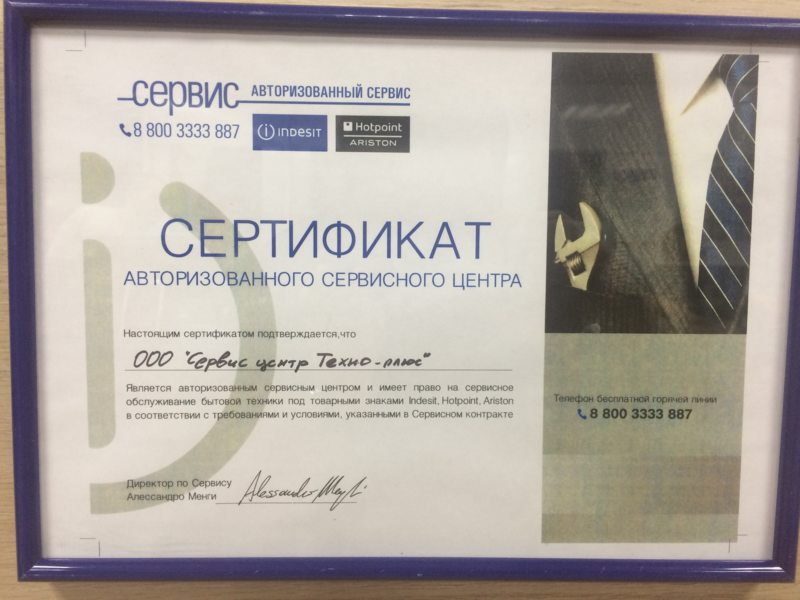 сервис АВТОРИЗОВАННЫЙ СЕРВИС
8 800 3333 887
INDESIT
Hotpoint
ARISTON
СЕРТИФИКАТ
АВТОРИЗОВАННОГО СЕРВИСНОГО ЦЕНТРА
Настоящим сертификатом подтверждается,что
ООО "Сервис центр Техно-плюс"
Является авторизованным сервисным центром и имеет право на сервисное
обслуживание бытовой техники под товарными знаками Indesit, Hotpoint, Ariston
в соответствии с требованиями и условиями, указанными в Сервисном контракте
Директор по Сервису
Алессандро Менги
Alessandro Menghi
Телефон бесплатной горячей линии
8 800 3333 887